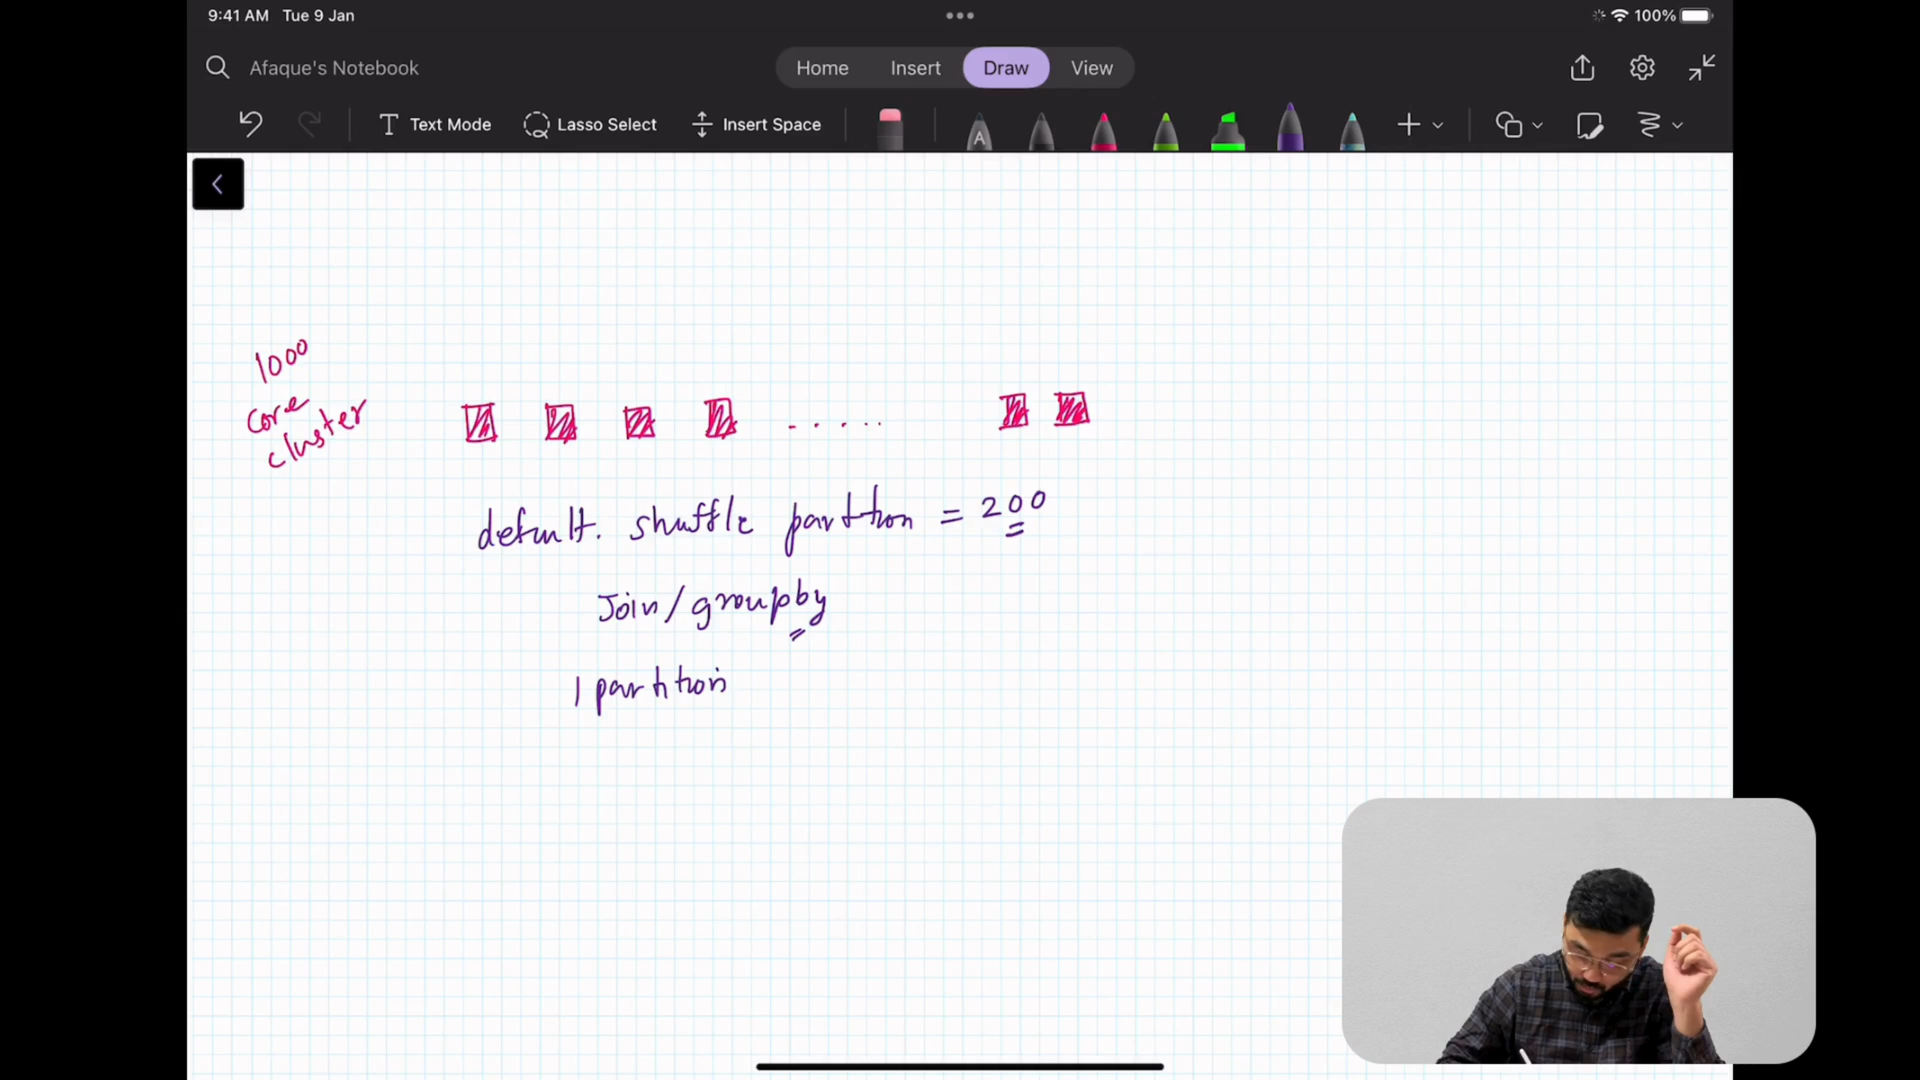 9:41 AM Tue 9 Jan
100%
Afaque's Notebook
Home Insert Draw View
Text Mode Lasso Select Insert Space
A
1000
core
cluster
default. shuffle partition = 200
Join/groupby
1 partition